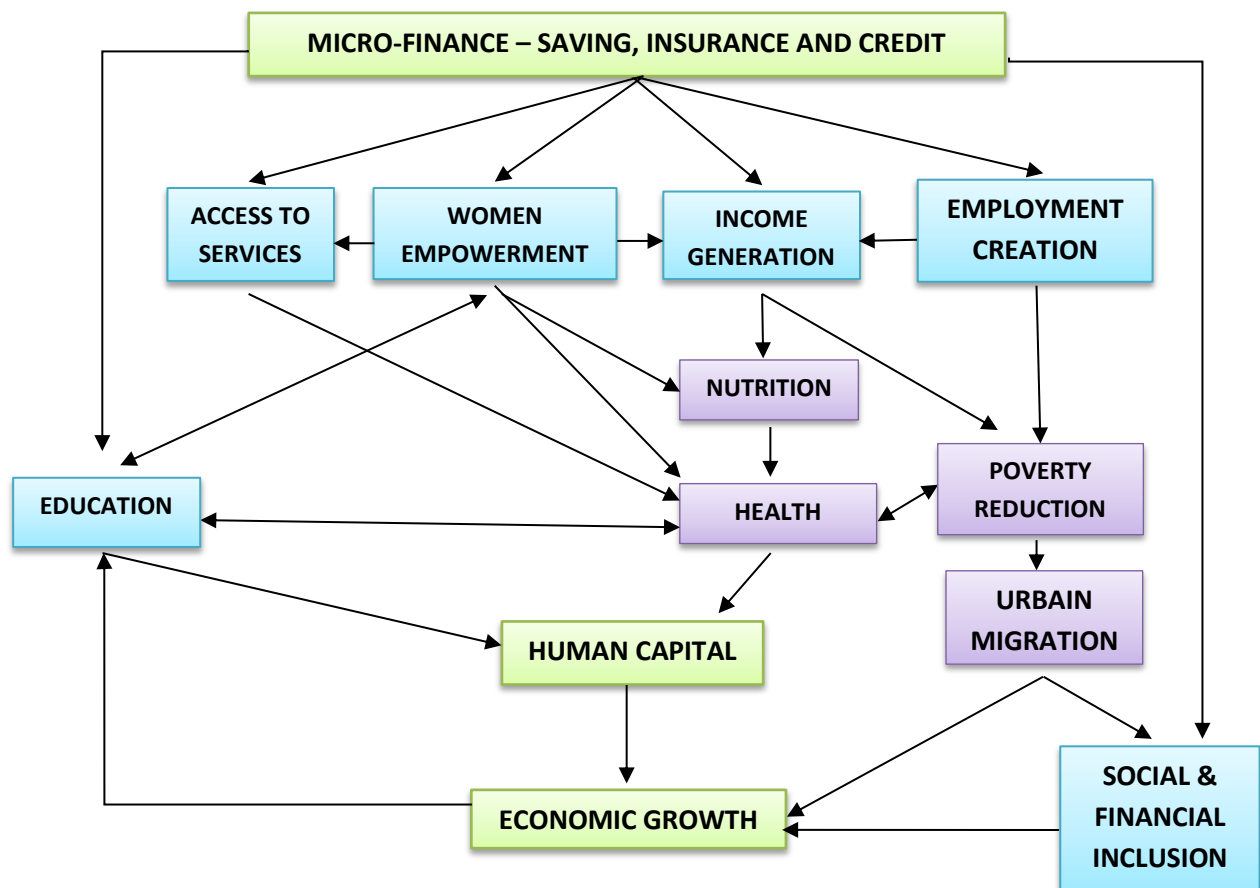 MICRO-FINANCE – SAVING, INSURANCE AND CREDIT
ACCESS TO
SERVICES
WOMEN
EMPOWERMENT
INCOME
GENERATION
EMPLOYMENT
CREATION
NUTRITION
EDUCATION
HEALTH
POVERTY
REDUCTION
URBAIN
MIGRATION
HUMAN CAPITAL
ECONOMIC GROWTH
SOCIAL &
FINANCIAL
INCLUSION